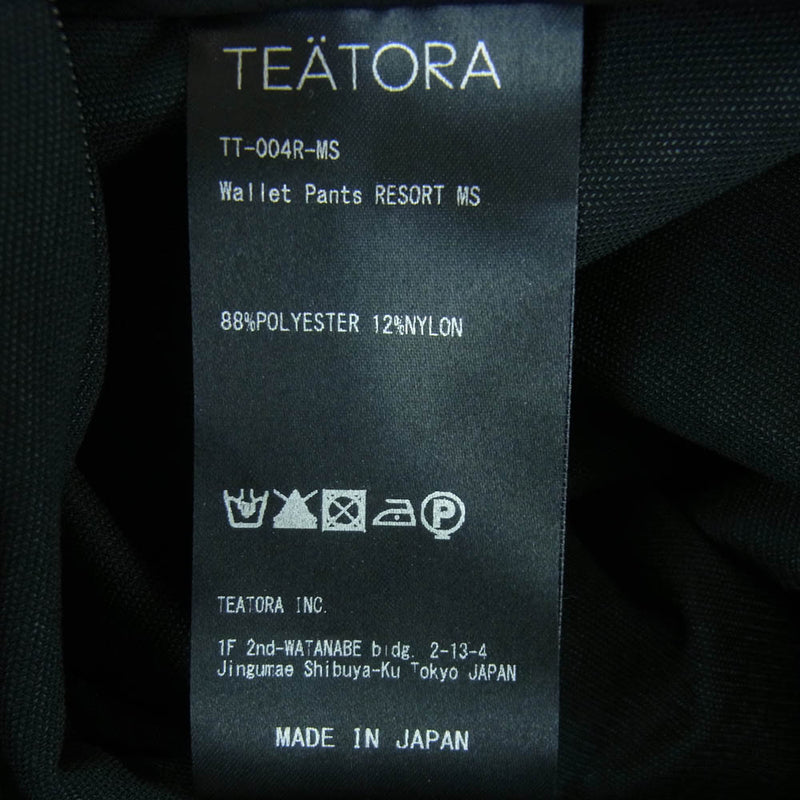 TEÄTORA
TT-004R-MS
Wallet Pants RESORT MS
88%POLYESTER 12%NYLON
P
TEATORA INC.
1F 2nd-WATANABE bldg. 2-13-4
Jingumae Shibuya-Ku Tokyo JAPAN
MADE IN JAPAN